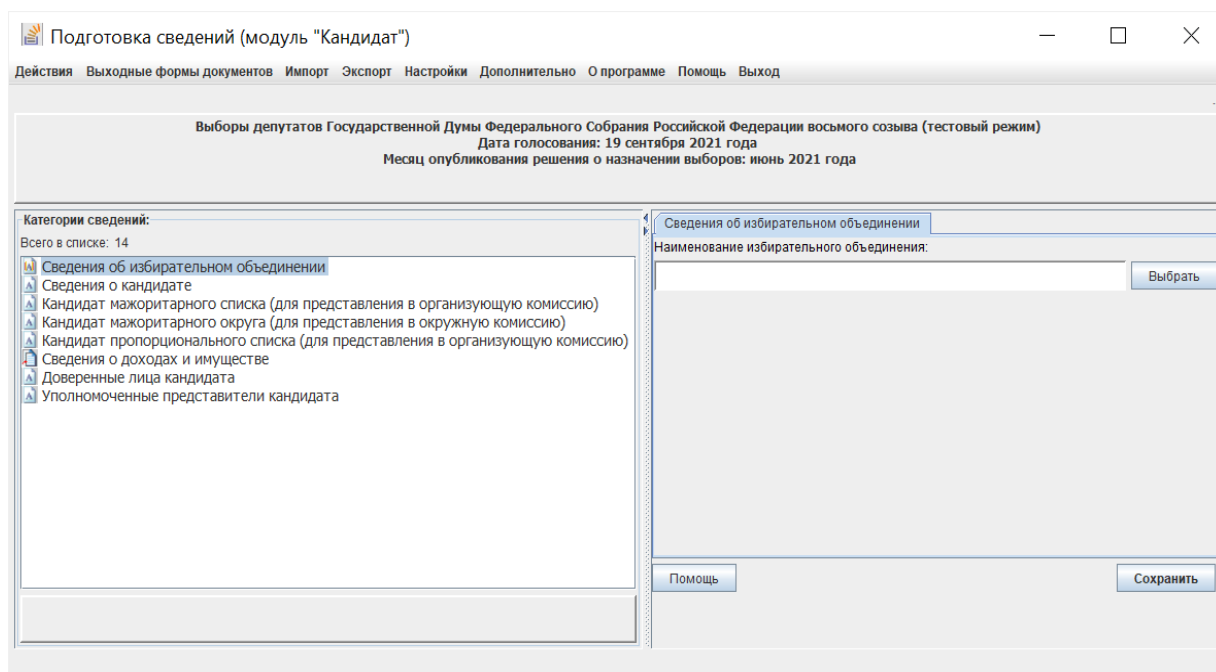 Подготовка сведений (модуль "Кандидат")
Действия Выходные формы документов Импорт Экспорт Настройки Дополнительно О программе Помощь Выход
Выборы депутатов Государственной Думы Федерального Собрания Российской Федерации восьмого созыва (тестовый режим)
Дата голосования: 19 сентября 2021 года
Месяц опубликования решения о назначении выборов: июнь 2021 года
Категории сведений:
Всего в списке: 14
Сведения об избирательном объединении
Сведения о кандидате
Кандидат мажоритарного списка (для представления в организующую комиссию)
Кандидат мажоритарного округа (для представления в окружную комиссию)
Кандидат пропорционального списка (для представления в организующую комиссию)
Сведения о доходах и имуществе
Доверенные лица кандидата
Уполномоченные представители кандидата
Сведения об избирательном объединении
Наименование избирательного объединения:
Выбрать
Помощь
Сохранить